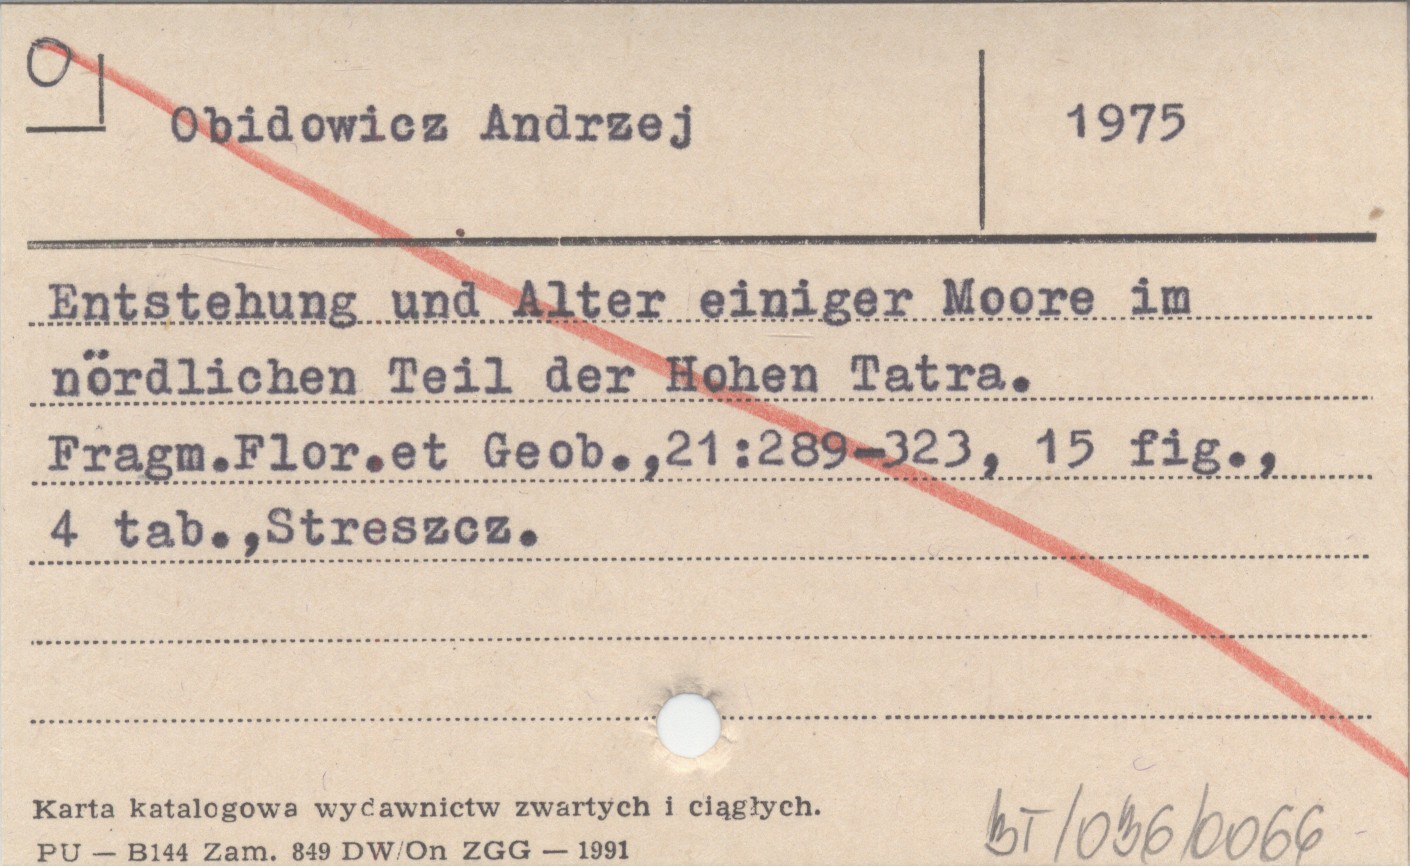 O
Obidowicz Andrzej
1975
Entstehung und Alter einiger Moore im
nördlichen Teil der Hohen Tatra.
Fragm.Flor.et Geob.,21:289-323, 15 fig.,
4 tab.,Streszcz.
Karta katalogowa wydawnictw zwartych i ciągłych.
PU — B144 Zam. 849 DW/On ZGG — 1991
BT/036/0066